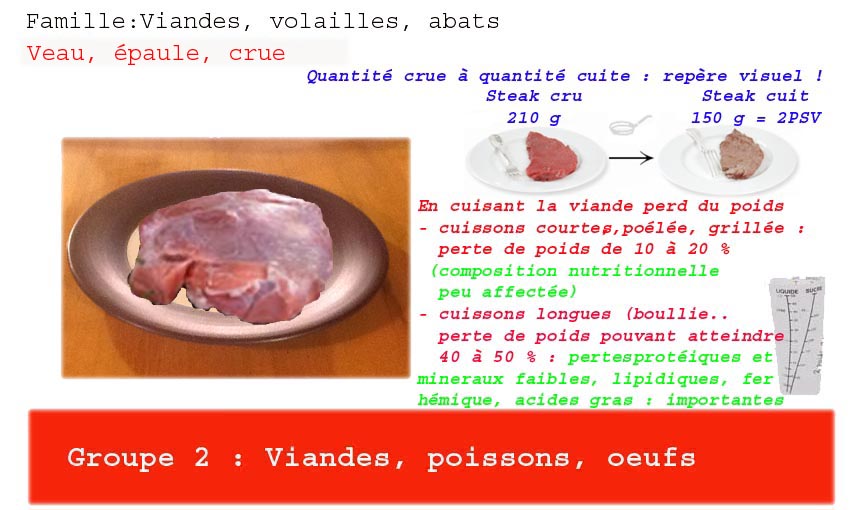 Famille:Viandes, volailles, abats
Veau, épaule, crue
Quantité crue à quantité cuite : repère visuel !
Steak cru
210 g
Steak cuit
150 g = 2PSV
En cuisant la viande perd du poids
- cuissons courtes,poélée, grillée :
perte de poids de 10 à 20 %
(composition nutritionnelle
peu affectée)
- cuissons longues (boullie..
perte de poids pouvant atteindre
40 à 50 % : pertesprotéiques et
mineraux faibles, lipidiques, fer
hémique, acides gras : importantes
LIQUIDE SUCRE
Groupe 2 : Viandes, poissons, oeufs